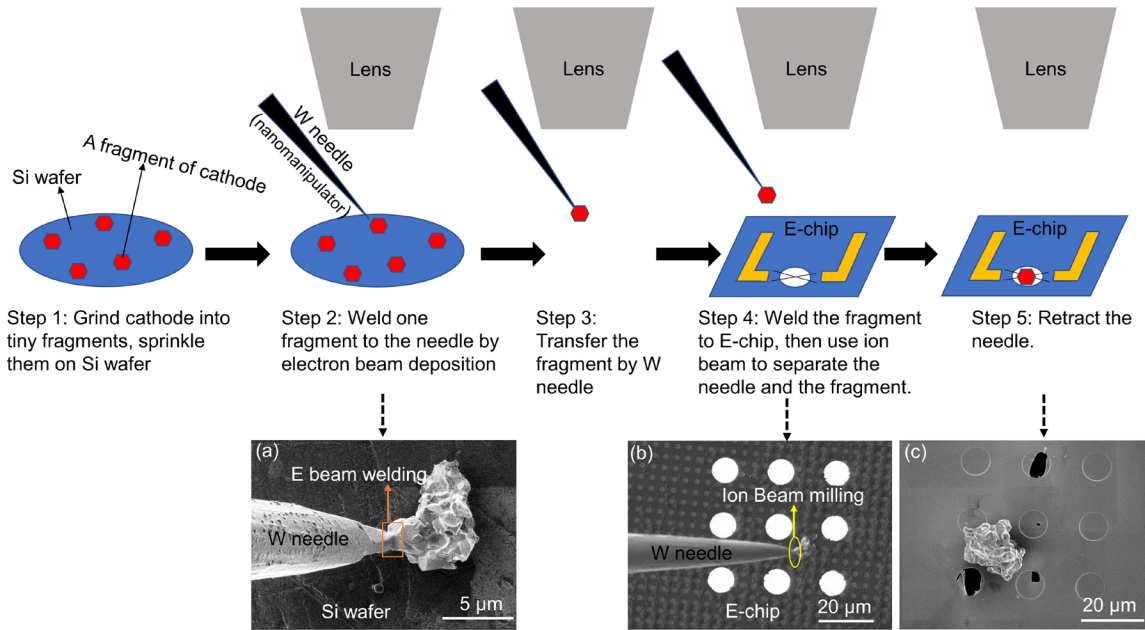 Lens
Lens
Lens
Lens
W needle
(nanomanipulator)
A fragment of cathode
Si wafer
E-chip
E-chip
Step 1: Grind cathode into
tiny fragments, sprinkle
them on Si wafer
Step 2: Weld one
fragment to the needle by
electron beam deposition
Step 3:
Transfer the
fragment by W
needle
Step 4: Weld the fragment
to E-chip, then use ion
beam to separate the
needle and the fragment.
Step 5: Retract the
needle.
(a)
E beam welding
W needle
Si wafer
5 μm
(b)
Ion Beam milling
W needle
E-chip
20 μm
(c)
20 μm